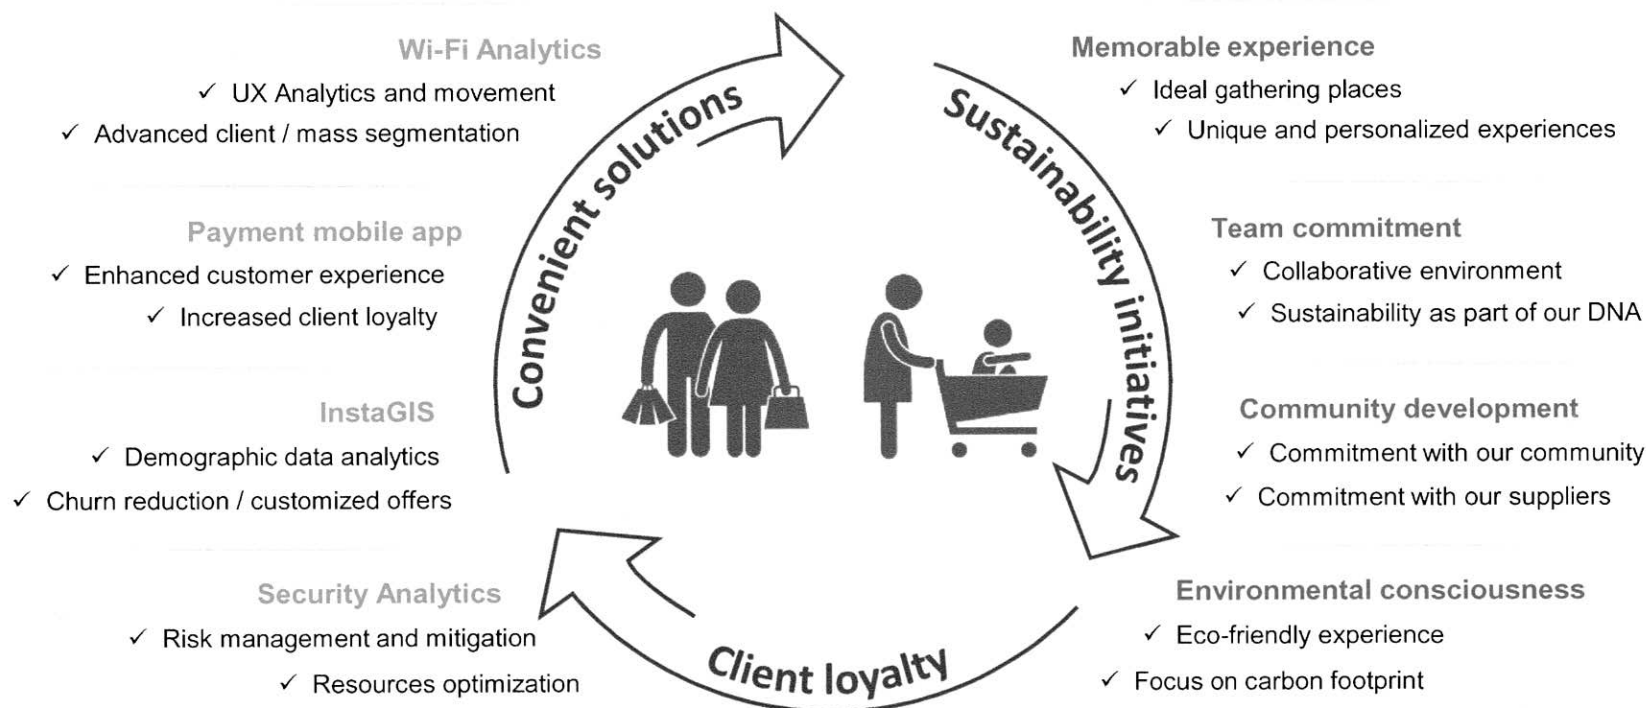 Wi-Fi Analytics
✓ UX Analytics and movement
✓ Advanced client / mass segmentation
Payment mobile app
✓ Enhanced customer experience
✓ Increased client loyalty
InstaGIS
✓ Demographic data analytics
✓ Churn reduction / customized offers
Security Analytics
✓ Risk management and mitigation
✓ Resources optimization
Convenient solutions
Sustainability initiatives
Client loyalty
Memorable experience
✓ Ideal gathering places
✓ Unique and personalized experiences
Team commitment
✓ Collaborative environment
✓ Sustainability as part of our DNA
Community development
✓ Commitment with our community
✓ Commitment with our suppliers
Environmental consciousness
✓ Eco-friendly experience
✓ Focus on carbon footprint